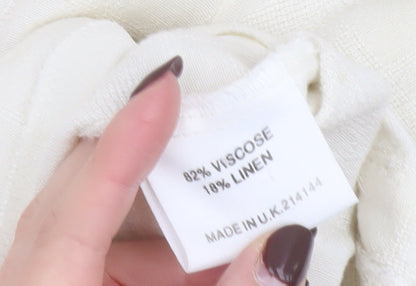 82% VISCOSE
18% LINEN
MADE IN U.K. 214144